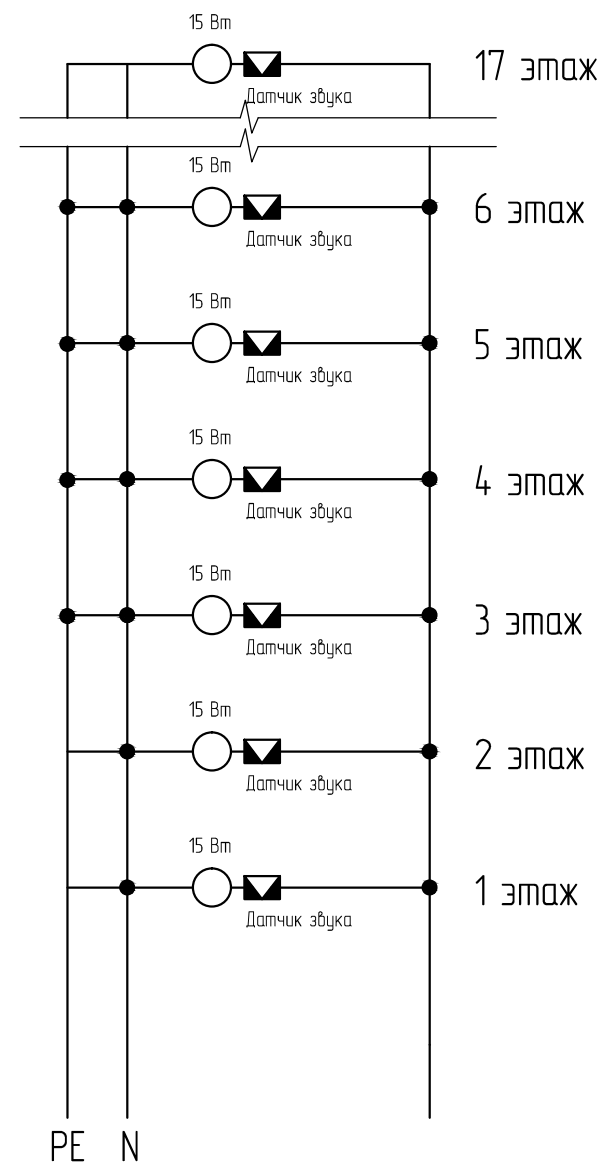 15 Вт
17 этаж
Датчик звука
15 Вт
6 этаж
Датчик звука
15 Вт
5 этаж
Датчик звука
15 Вт
4 этаж
Датчик звука
15 Вт
3 этаж
Датчик звука
15 Вт
2 этаж
Датчик звука
15 Вт
1 этаж
Датчик звука
PE N